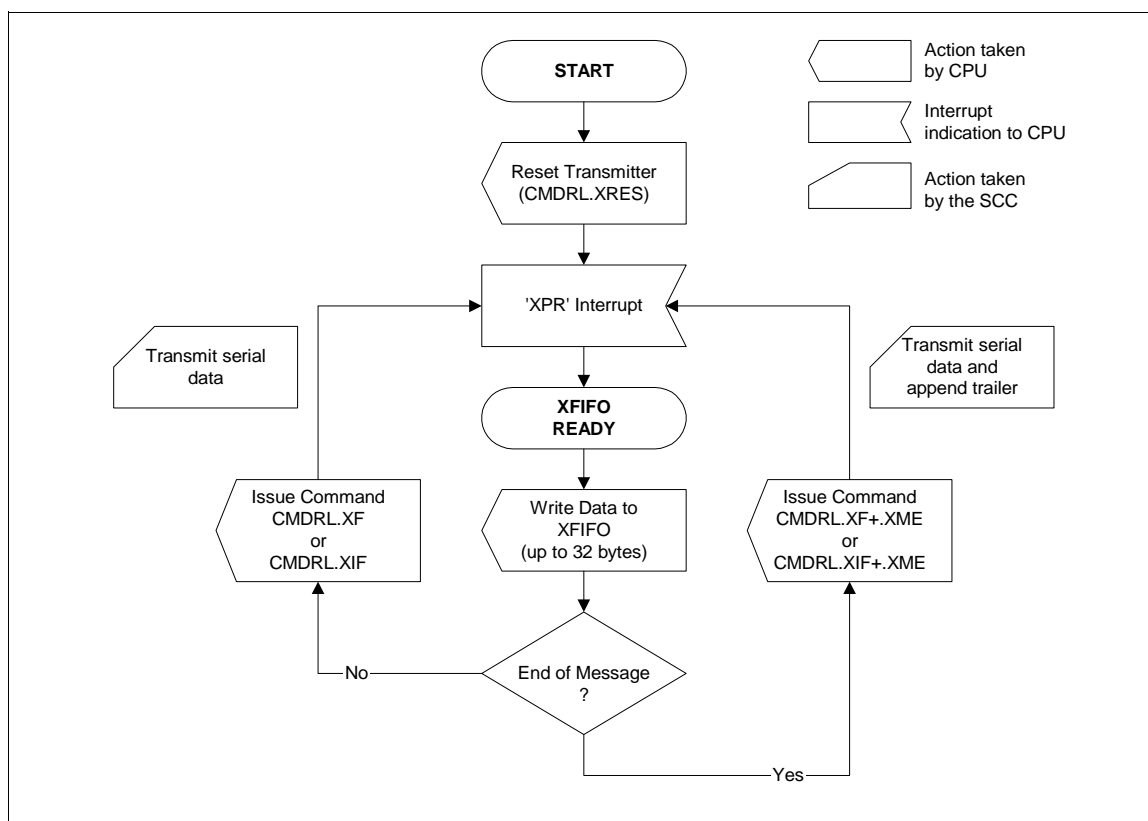 START
Action taken
by CPU
Interrupt
indication to CPU
Action taken
by the SCC
Reset Transmitter
(CMDRL.XRES)
'XPR' Interrupt
Transmit serial
data
Transmit serial
data and
append trailer
XFIFO
READY
Issue Command
CMDRL.XF
or
CMDRL.XIF
Write Data to
XFIFO
(up to 32 bytes)
Issue Command
CMDRL.XF+.XME
or
CMDRL.XIF+.XME
End of Message
?
No
Yes